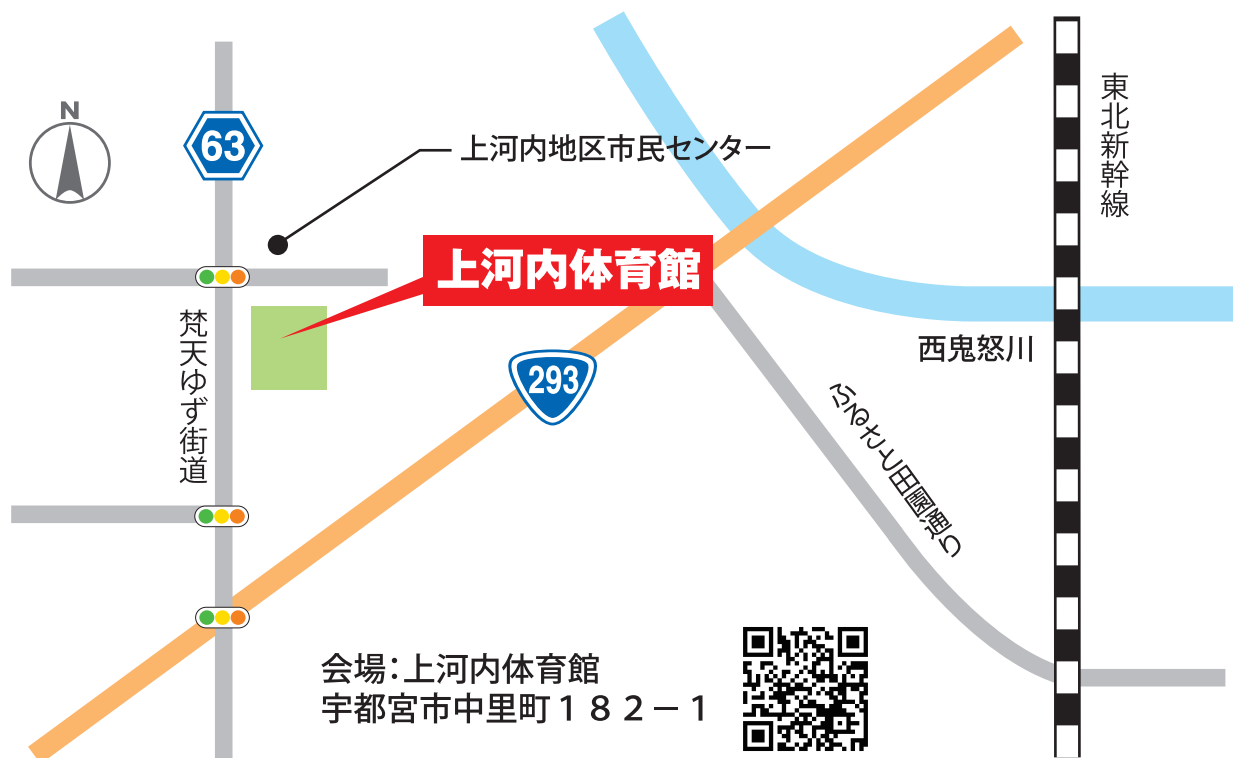 N
63
上河内地区市民センター
東北新幹線
上河内体育館
梵天ゆず街道
西鬼怒川
293
ふるさと田園通り
会場：上河内体育館
宇都宮市中里町１８２－１